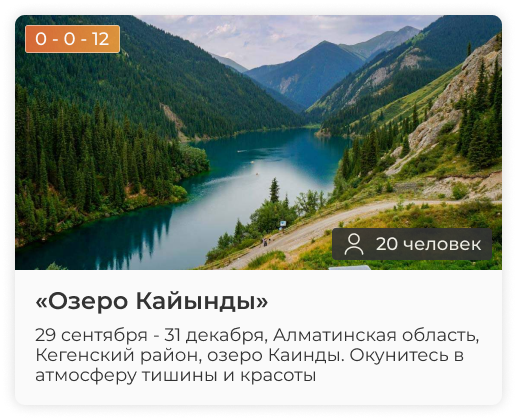 0 - 0 - 12
20 человек
«Озеро Кайынды»
29 сентября - 31 декабря, Алматинская область,
Кегенский район, озеро Каинды. Окунитесь в
атмосферу тишины и красоты